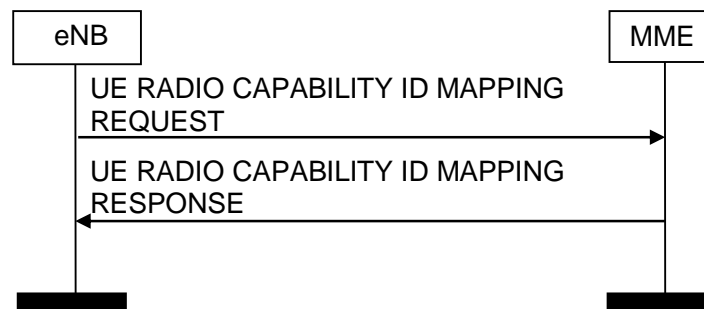 eNB
MME
UE RADIO CAPABILITY ID MAPPING
REQUEST
UE RADIO CAPABILITY ID MAPPING
RESPONSE